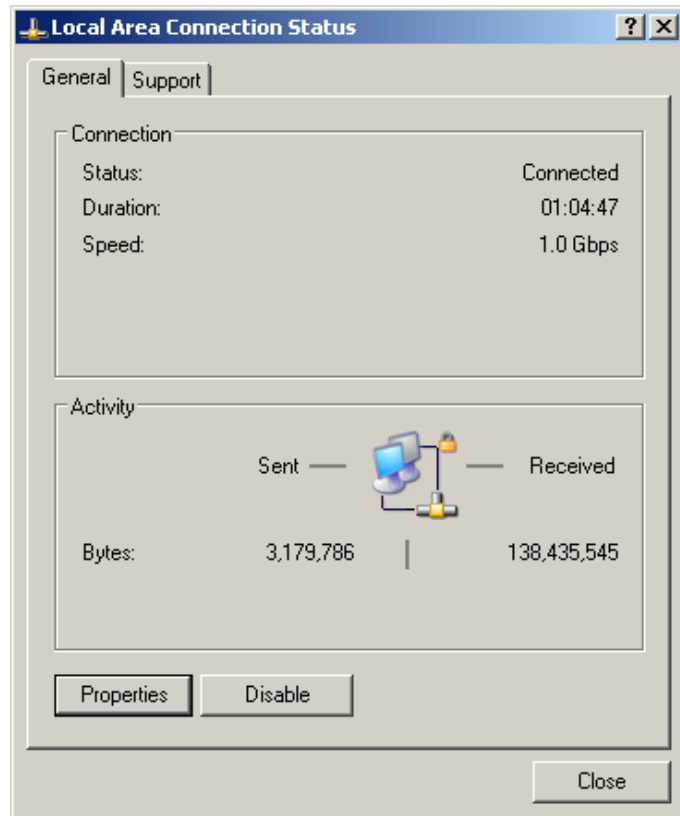 Local Area Connection Status
General Support
Connection
Status: Connected
Duration: 01:04:47
Speed: 1.0 Gbps
Activity
Sent Received
Bytes: 3,179,786 138,435,545
Properties Disable
Close